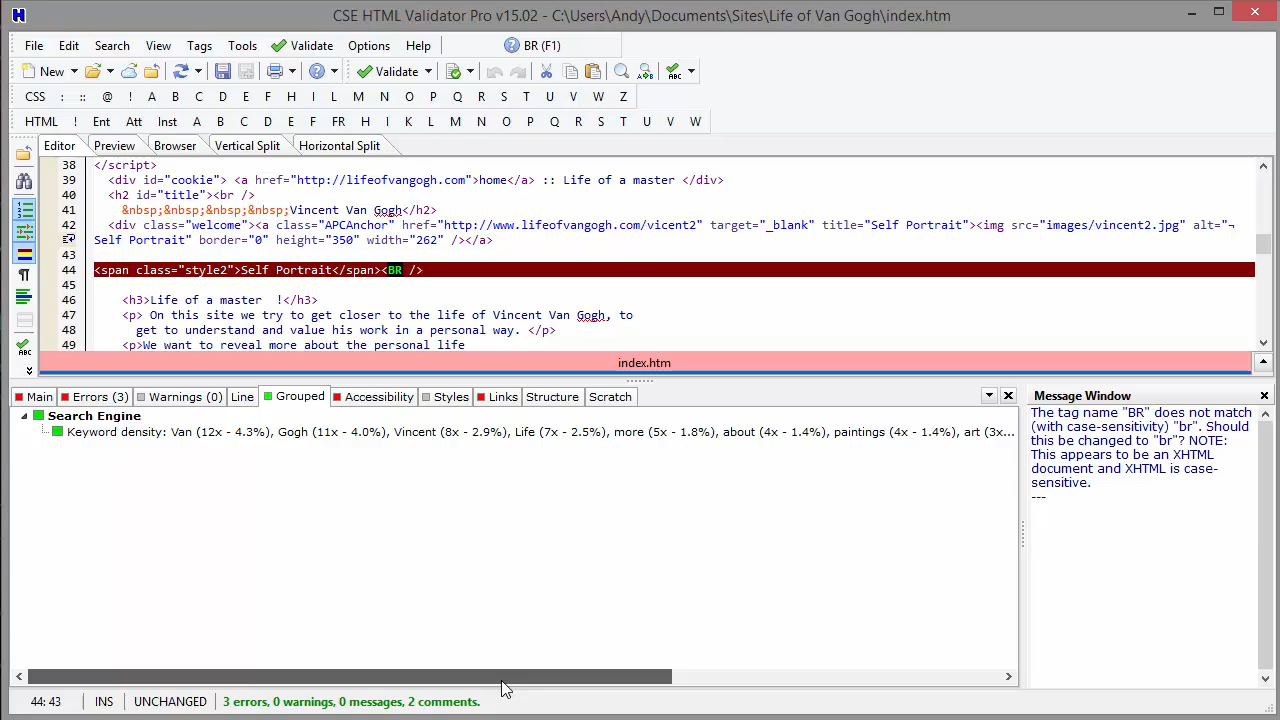 CSE HTML Validator Pro v15.02 - C:\Users\Andy\Documents\Sites\Life of Van Gogh\index.htm
File Edit Search View Tags Tools Validate Options Help BR (F1)
New Validate ABC
CSS : :: @ ! A B C D E F H I L M N O P Q R S T U V W Z
HTML ! Ent Att Inst A B C D E F FR H I K L M N O P Q R S T U V W
Editor Preview Browser Vertical Split Horizontal Split
38 </script>
39 <div id="cookie"> <a href="http://lifeofvangogh.com">home</a> :: Life of a master </div>
40 <h2 id="title"><br />
41 &nbsp;&nbsp;&nbsp;&nbsp;Vincent Van Gogh</h2>
42 <div class="welcome"><a class="APCAnchor" href="http://www.lifeofvangogh.com/vicent2" target="_blank" title="Self Portrait"><img src="images/vincent2.jpg" alt="¬
Self Portrait" border="0" height="350" width="262" /></a>
43
44 <span class="style2">Self Portrait</span><BR />
45
46 <h3>Life of a master  !</h3>
47 <p> On this site we try to get closer to the life of Vincent Van Gogh, to
48 get to understand and value his work in a personal way. </p>
49 <p>We want to reveal more about the personal life
ABC
index.htm
Main Errors (3) Warnings (0) Line Grouped Accessibility Styles Links Structure Scratch
Search Engine
Keyword density: Van (12x - 4.3%), Gogh (11x - 4.0%), Vincent (8x - 2.9%), Life (7x - 2.5%), more (5x - 1.8%), about (4x - 1.4%), paintings (4x - 1.4%), art (3x...
Message Window
The tag name "BR" does not match
(with case-sensitivity) "br". Should
this be changed to "br"? NOTE:
This appears to be an XHTML
document and XHTML is case-
sensitive.
---
44: 43 INS UNCHANGED 3 errors, 0 warnings, 0 messages, 2 comments.